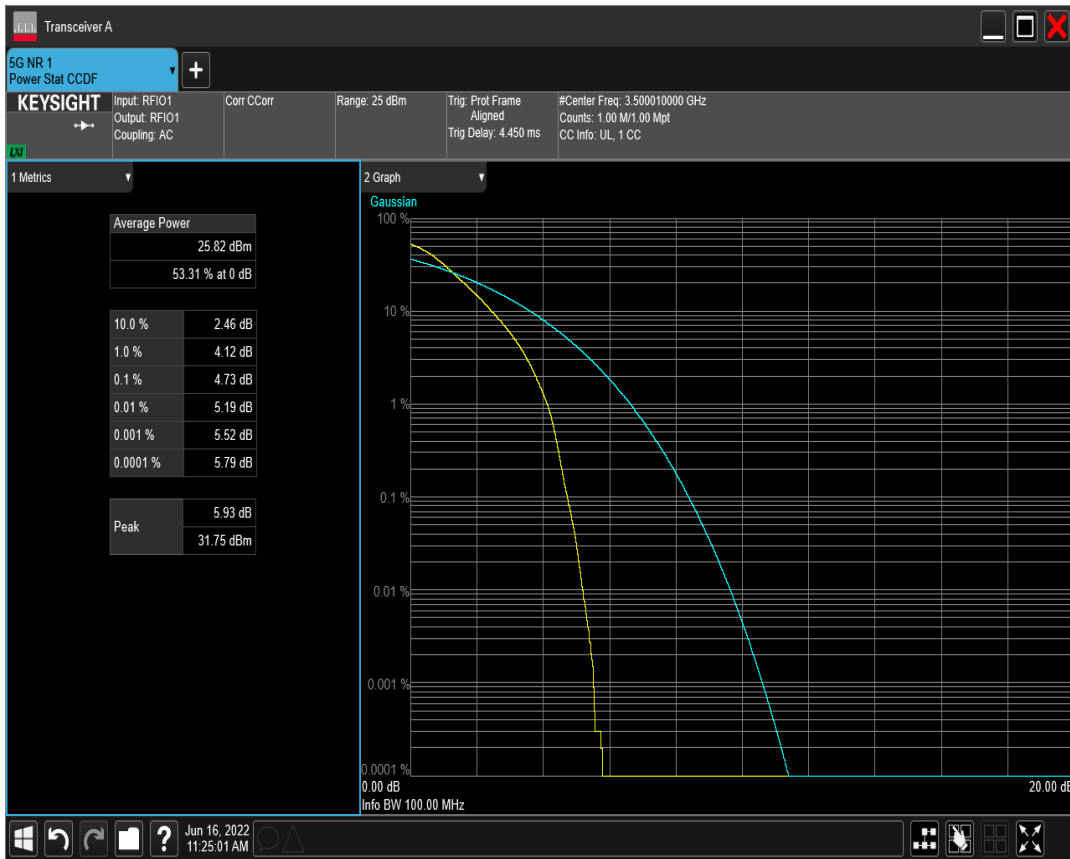 Transceiver A
5G NR 1
Power Stat CCDF
+
KEYSIGHT
LXI
Input: RFIO1
Output: RFIO1
Coupling: AC
Corr CCorr
Range: 25 dBm
Trig: Prot Frame
Aligned
Trig Delay: 4.450 ms
#Center Freq: 3.500010000 GHz
Counts: 1.00 M/1.00 Mpt
CC Info: UL, 1 CC
1 Metrics
Average Power
25.82 dBm
53.31 % at 0 dB
10.0 % 2.46 dB
1.0 % 4.12 dB
0.1 % 4.73 dB
0.01 % 5.19 dB
0.001 % 5.52 dB
0.0001 % 5.79 dB
Peak
5.93 dB
31.75 dBm
2 Graph
Gaussian
100 %
10 %
1 %
0.1 %
0.01 %
0.001 %
0.0001 %
0.00 dB 20.00 dB
Info BW 100.00 MHz
?
Jun 16, 2022
11:25:01 AM